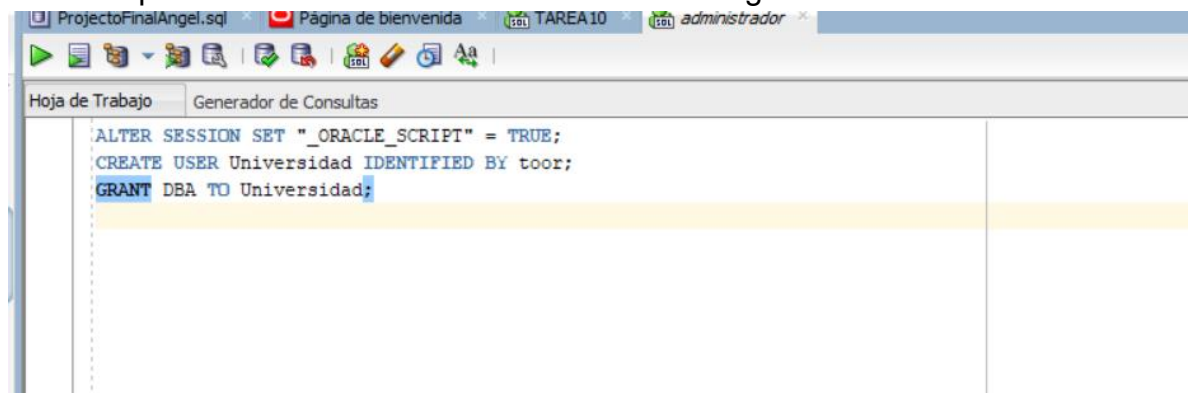 ProjectoFinalAngel.sql Página de bienvenida TAREA10 administrador
Hoja de Trabajo Generador de Consultas
ALTER SESSION SET "_ORACLE_SCRIPT" = TRUE;
CREATE USER Universidad IDENTIFIED BY toor;
GRANT DBA TO Universidad;